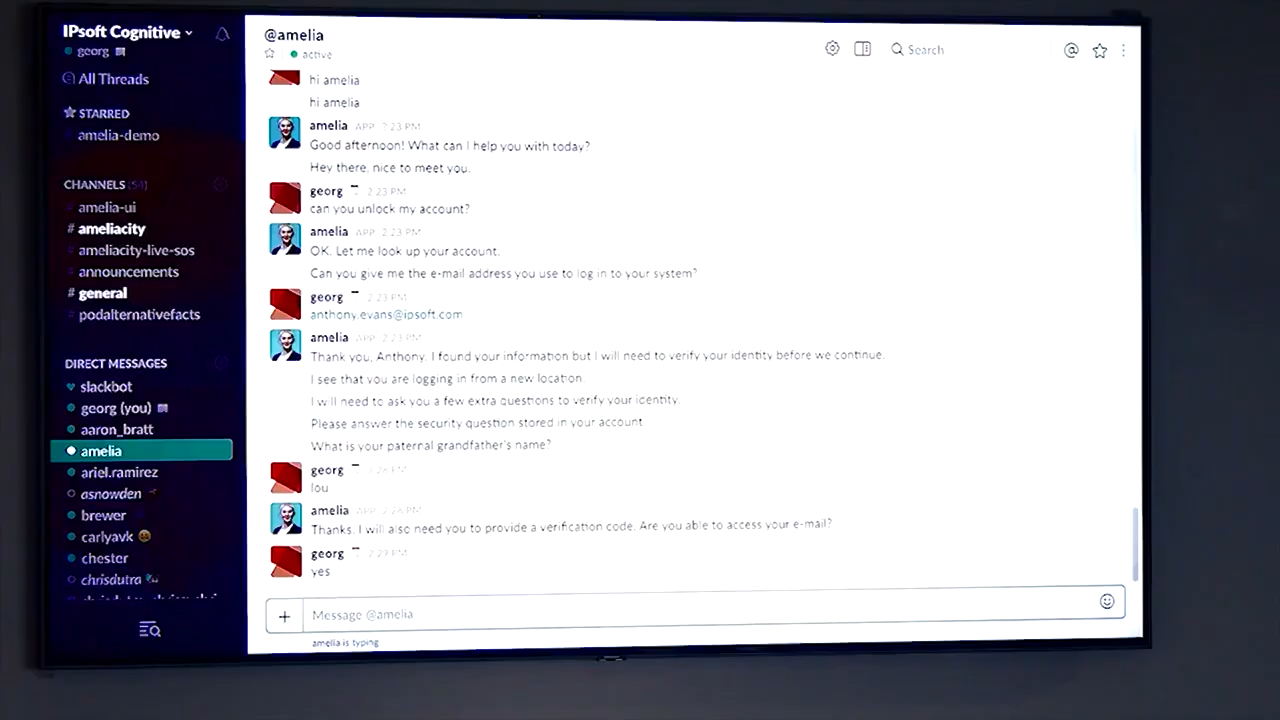 IPsoft Cognitive
georg
All Threads
STARRED
amelia-demo
CHANNELS (54)
# amelia-ui
# ameliacity
# ameliacity-live-sos
# announcements
# general
# podalternativefacts
DIRECT MESSAGES
slackbot
georg (you)
aaron_bratt
amelia
ariel.ramirez
asnowden
brewer
carlyavk
chester
chrisdutra
@amelia
active
Search
hi amelia
hi amelia
amelia APP 2:23 PM
Good afternoon! What can I help you with today?
Hey there, nice to meet you.
georg 2:23 PM
can you unlock my account?
amelia APP 2:23 PM
OK. Let me look up your account.
Can you give me the e-mail address you use to log in to your system?
georg 2:23 PM
anthony.evans@ipsoft.com
amelia APP 2:23 PM
Thank you, Anthony. I found your information but I will need to verify your identity before we continue.
I see that you are logging in from a new location.
I will need to ask you a few extra questions to verify your identity.
Please answer the security question stored in your account
What is your paternal grandfather's name?
georg
lou
amelia APP
Thanks. I will also need you to provide a verification code. Are you able to access your e-mail?
georg 2:29 PM
yes
Message @amelia
amelia is typing